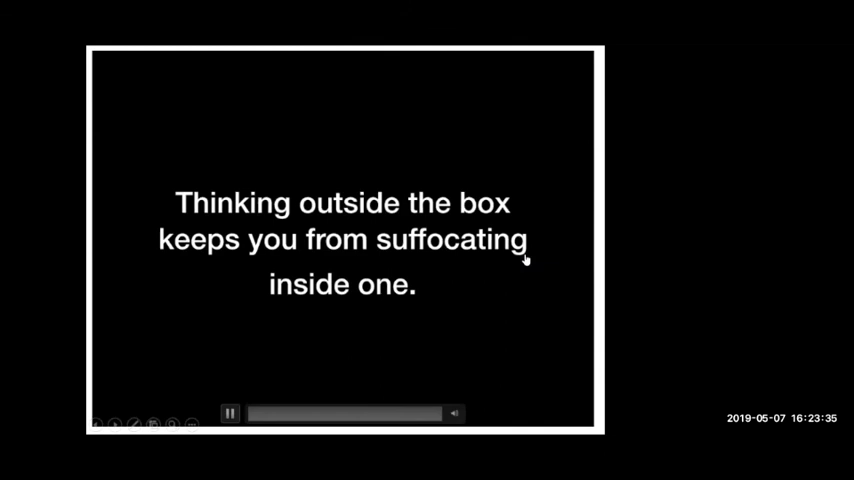 Thinking outside the box
keeps you from suffocating
inside one.
2019-05-07 16:23:35